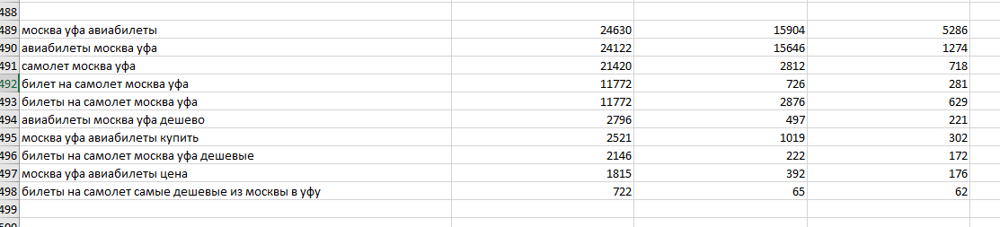 488
489 москва уфа авиабилеты 24630 15904 5286
490 авиабилеты москва уфа 24122 15646 1274
491 самолет москва уфа 21420 2812 718
492 билет на самолет москва уфа 11772 726 281
493 билеты на самолет москва уфа 11772 2876 629
494 авиабилеты москва уфа дешево 2796 497 221
495 москва уфа авиабилеты купить 2521 1019 302
496 билеты на самолет москва уфа дешевые 2146 222 172
497 москва уфа авиабилеты цена 1815 392 176
498 билеты на самолет самые дешевые из москвы в уфу 722 65 62
499